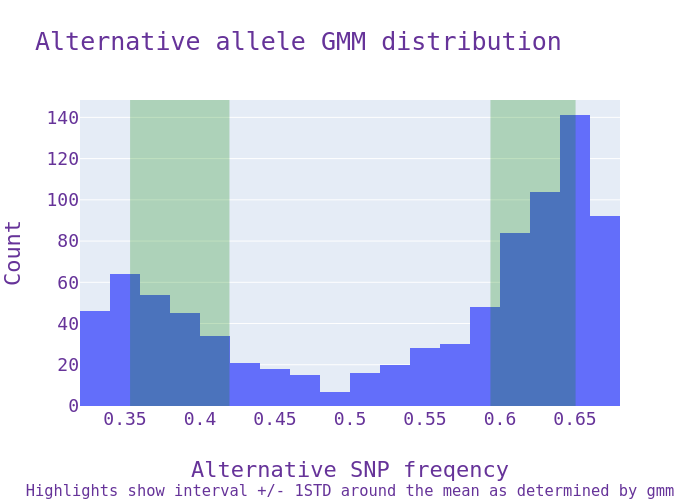 Alternative allele GMM distribution
140
120
100
80
60
40
20
0
Count
0.35 0.4 0.45 0.5 0.55 0.6 0.65
Alternative SNP freqency
Highlights show interval +/- 1STD around the mean as determined by gmm